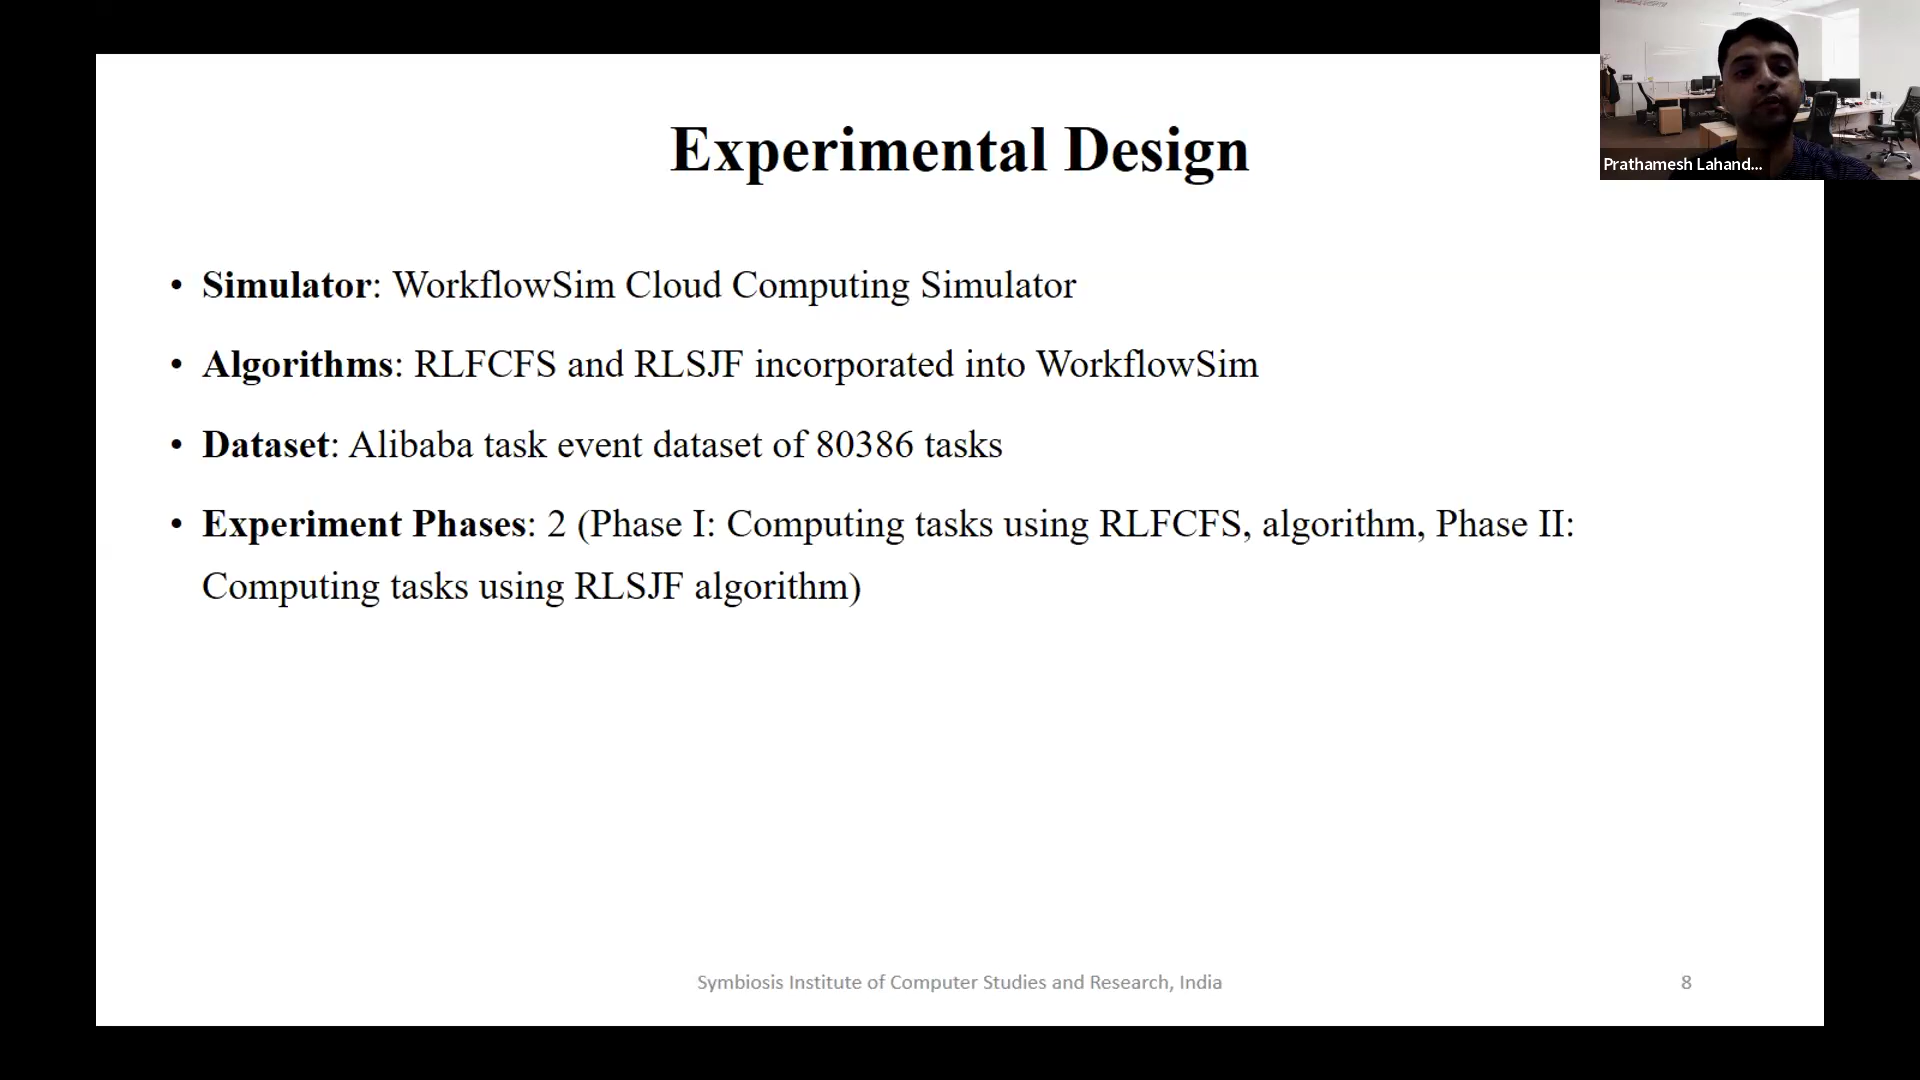 Experimental Design
• Simulator: WorkflowSim Cloud Computing Simulator
• Algorithms: RLFCFS and RLSJF incorporated into WorkflowSim
• Dataset: Alibaba task event dataset of 80386 tasks
• Experiment Phases: 2 (Phase I: Computing tasks using RLFCFS, algorithm, Phase II:
Computing tasks using RLSJF algorithm)
Symbiosis Institute of Computer Studies and Research, India
8
Prathamesh Lahand...